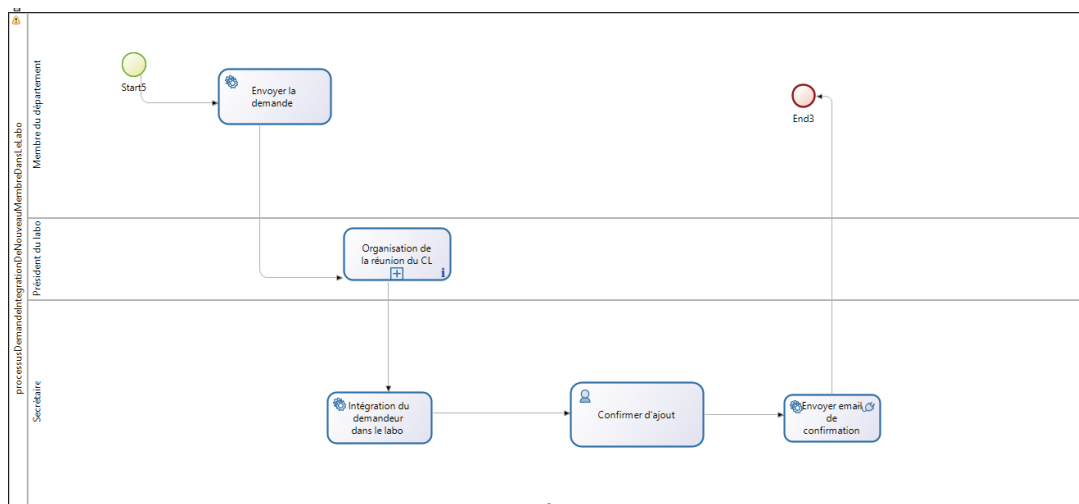 processusDemandeIntegrationDeNouveauMembreDansLeLabo
Membre du département
Start5
Envoyer la
demande
End3
Président du labo
Organisation de
la réunion du CL
Secrétaire
Intégration du
demandeur
dans le labo
Confirmer d'ajout
Envoyer email
de
confirmation